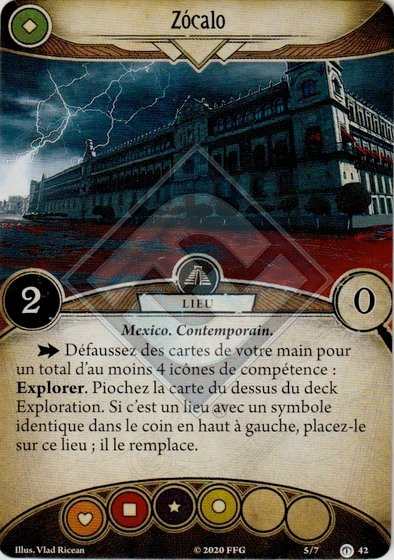 Zócalo
2
LIEU
0
Mexico. Contemporain.
Défaussez des cartes de votre main pour
un total d'au moins 4 icônes de compétence :
Explorer. Piochez la carte du dessus du deck
Exploration. Si c'est un lieu avec un symbole
identique dans le coin en haut à gauche, placez-le
sur ce lieu ; il le remplace.
Illus. Vlad Ricean © 2020 FFG 5/7 42